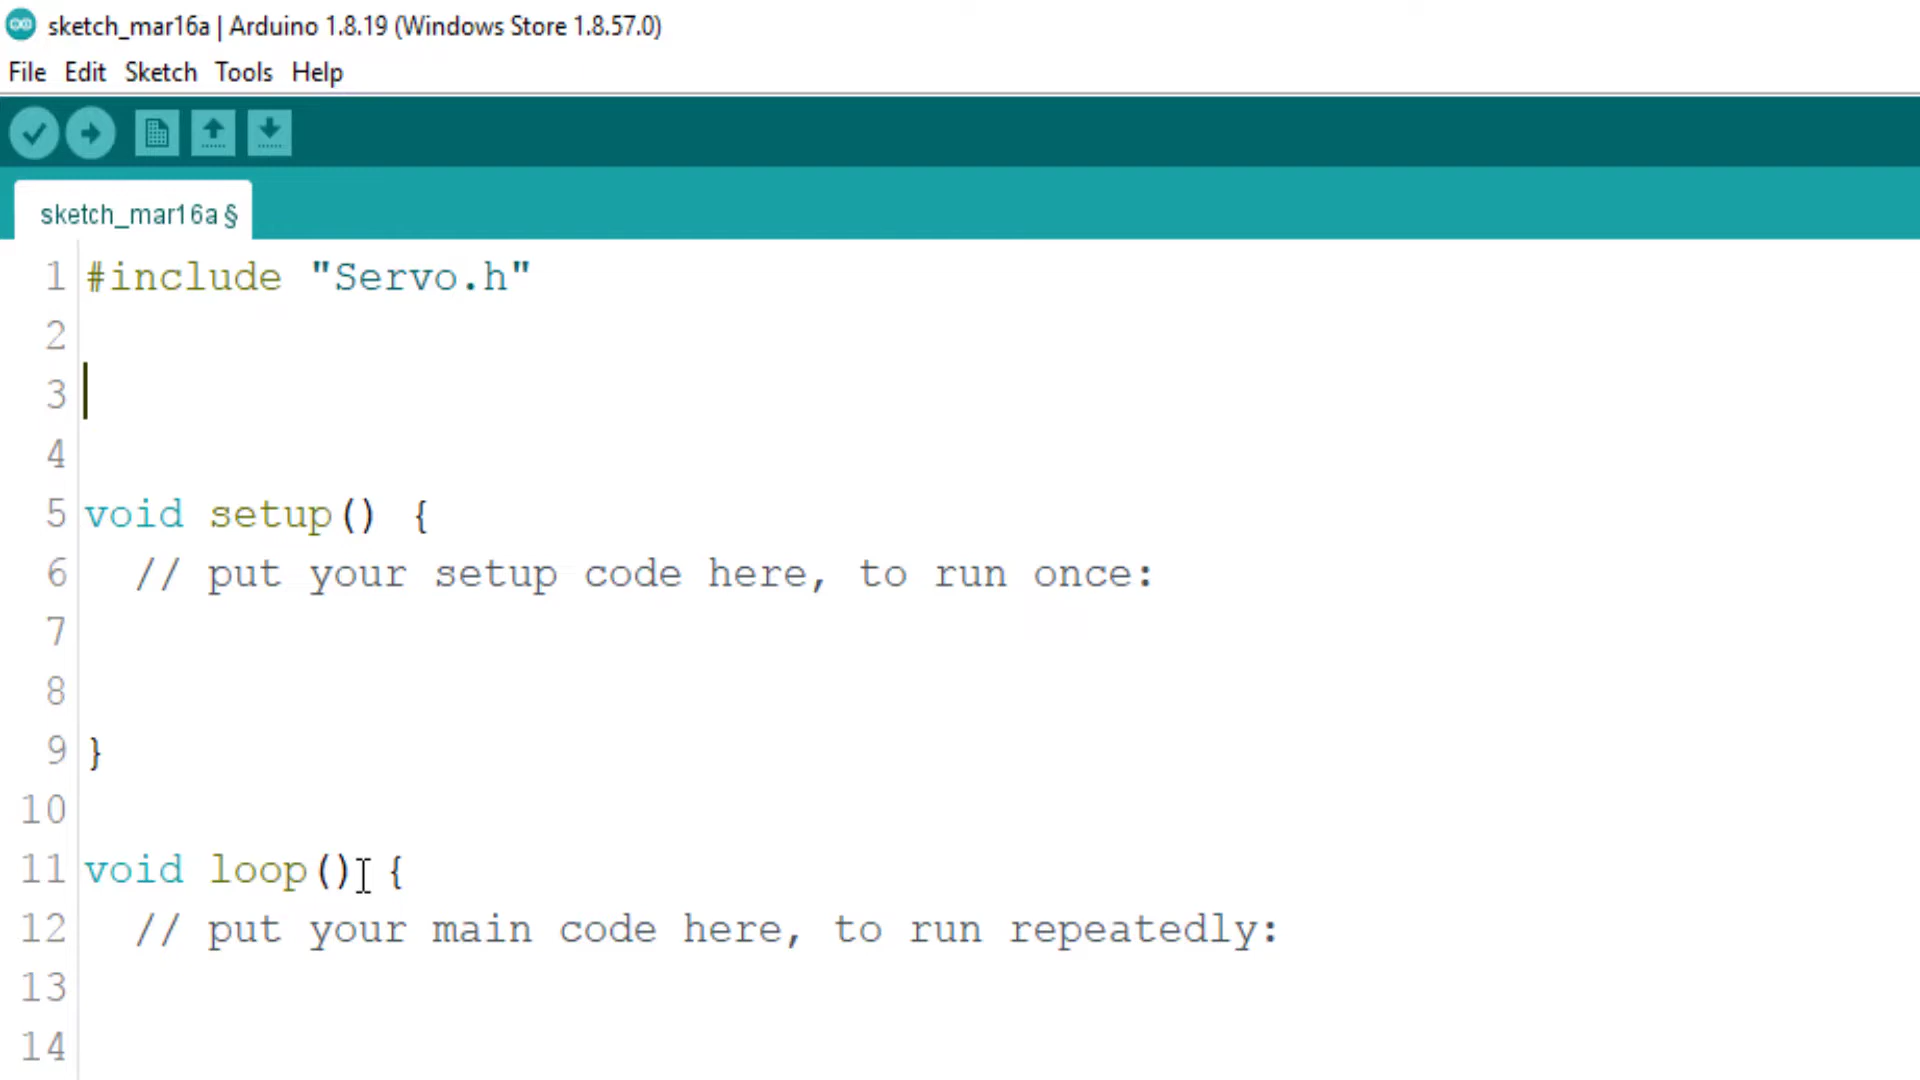 sketch_mar16a | Arduino 1.8.19 (Windows Store 1.8.57.0)
File Edit Sketch Tools Help
sketch_mar16a §
1 #include "Servo.h"
2
3
4
5 void setup() {
6 // put your setup code here, to run once:
7
8
9 }
10
11 void loop() {
12 // put your main code here, to run repeatedly:
13
14